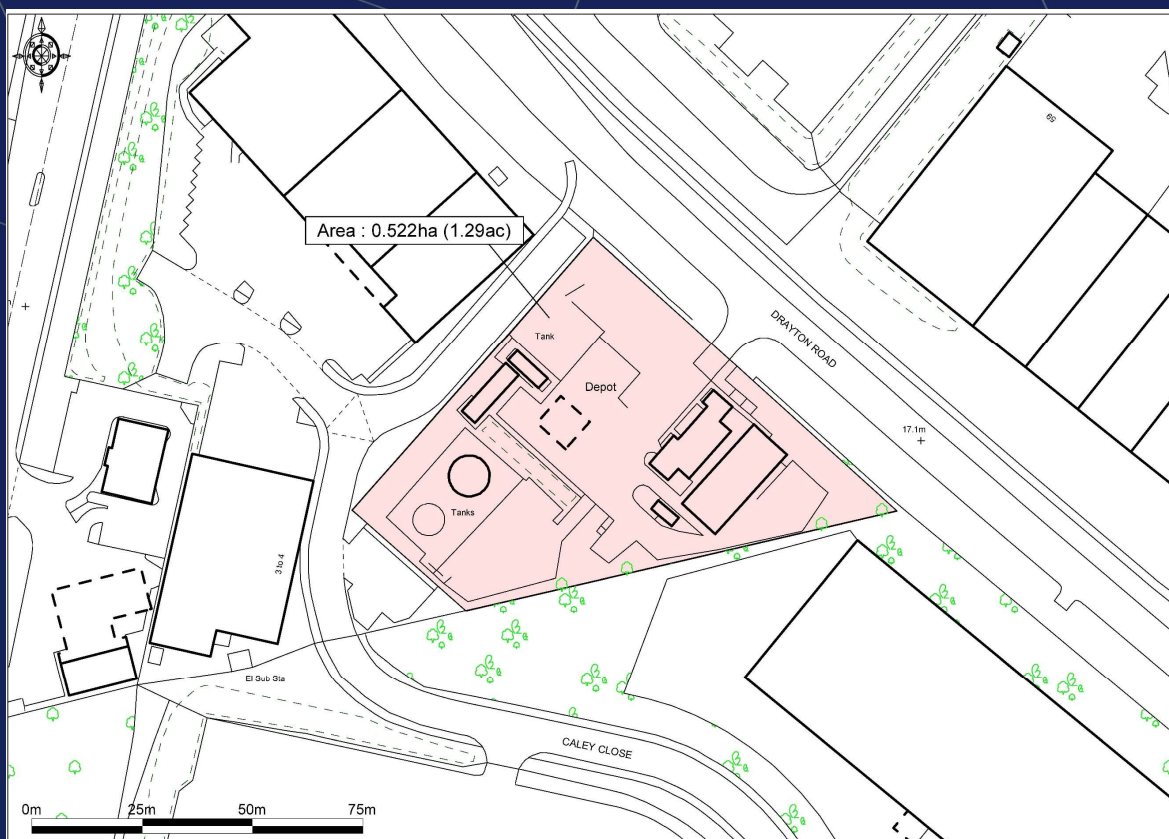 59
Area : 0.522ha (1.29ac)
DRAYTON ROAD
Tank
Depot
17.1m
Tanks
3 to 4
El Sub Sta
CALEY CLOSE
0m 25m 50m 75m